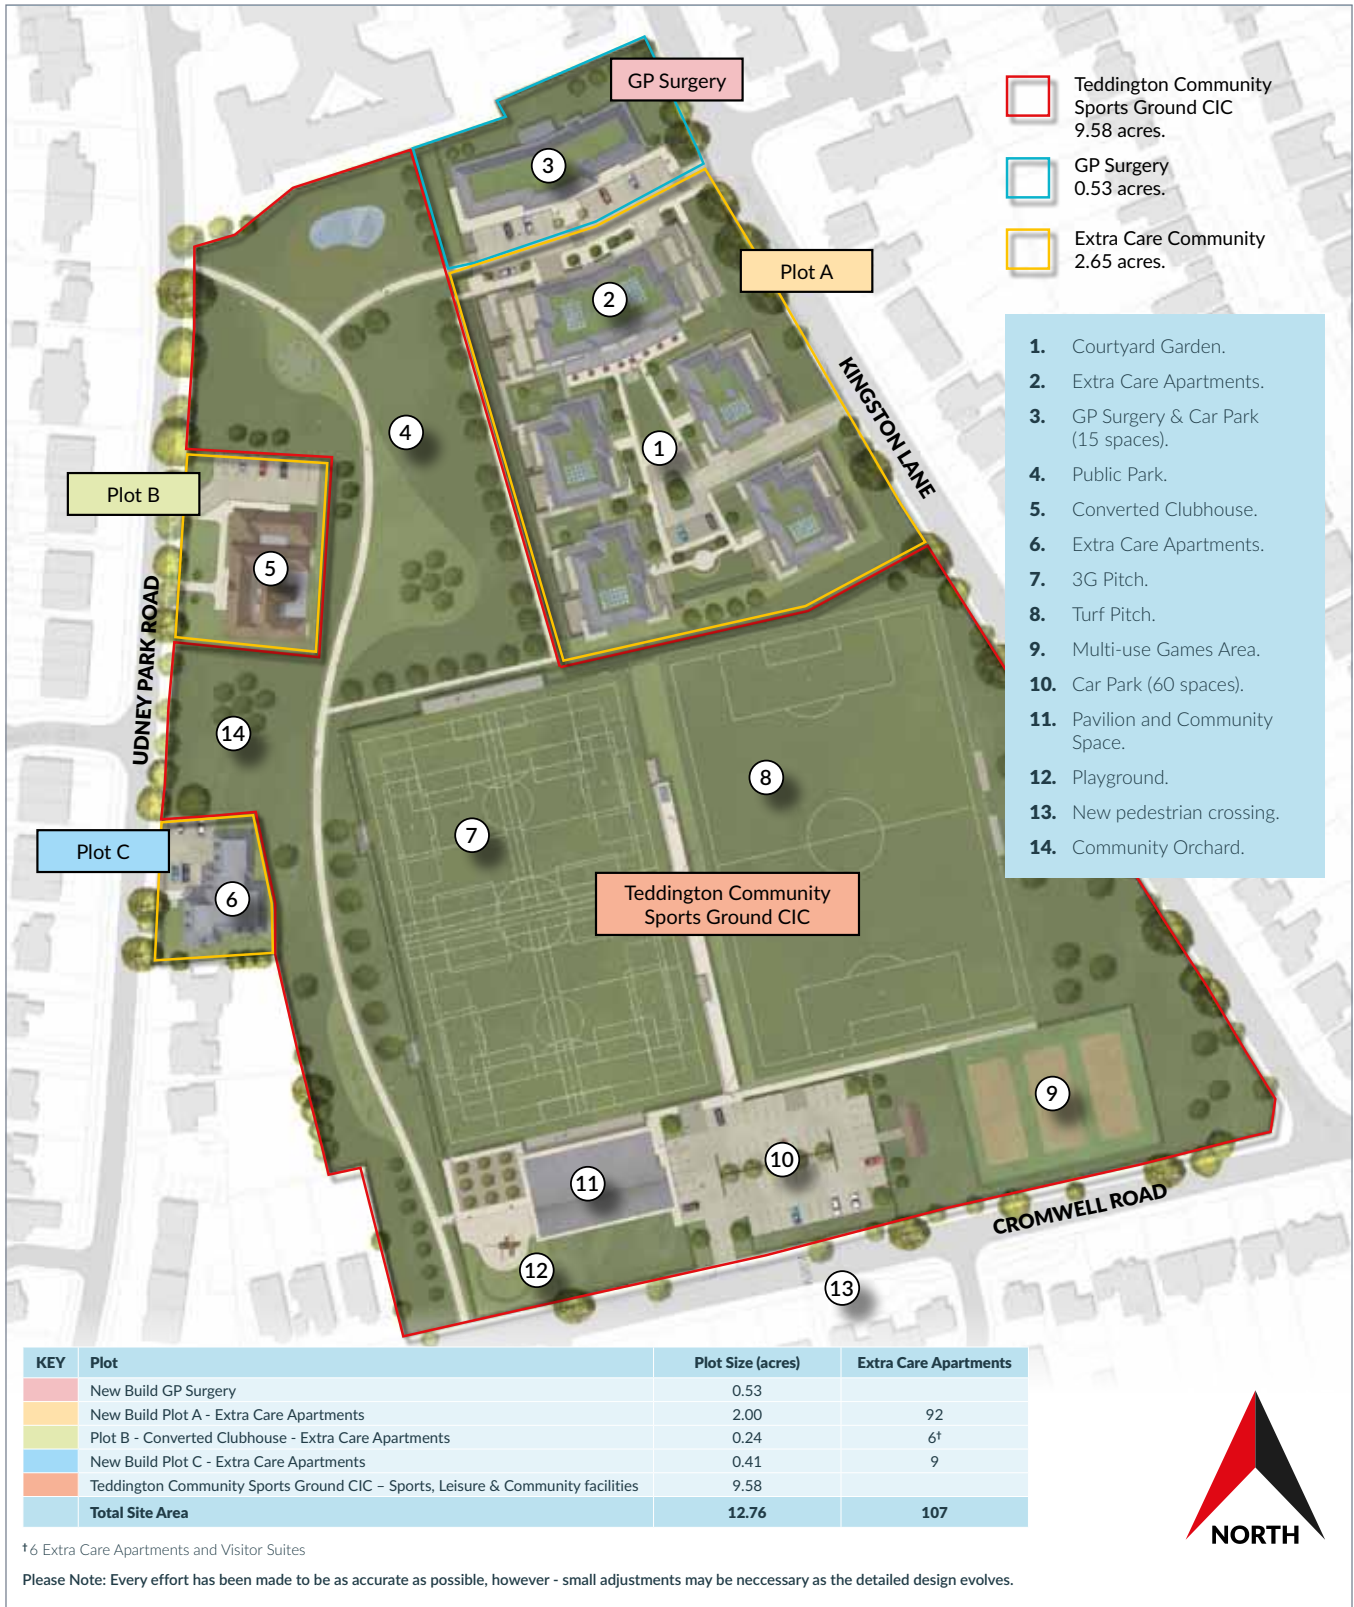 GP Surgery
3
Teddington Community
Sports Ground CIC
9.58 acres.
GP Surgery
0.53 acres.
Extra Care Community
2.65 acres.
Plot A
2
1
4
KINGSTON LANE
Plot B
5
UDNEY PARK ROAD
14
Plot C
6
7
8
Teddington Community
Sports Ground CIC
9
10
11
12
13
CROMWELL ROAD
1. Courtyard Garden.
2. Extra Care Apartments.
3. GP Surgery & Car Park
(15 spaces).
4. Public Park.
5. Converted Clubhouse.
6. Extra Care Apartments.
7. 3G Pitch.
8. Turf Pitch.
9. Multi-use Games Area.
10. Car Park (60 spaces).
11. Pavilion and Community
Space.
12. Playground.
13. New pedestrian crossing.
14. Community Orchard.
KEY Plot Plot Size (acres) Extra Care Apartments
New Build GP Surgery 0.53
New Build Plot A - Extra Care Apartments 2.00 92
Plot B - Converted Clubhouse - Extra Care Apartments 0.24 6†
New Build Plot C - Extra Care Apartments 0.41 9
Teddington Community Sports Ground CIC – Sports, Leisure & Community facilities 9.58
Total Site Area 12.76 107
†6 Extra Care Apartments and Visitor Suites
Please Note: Every effort has been made to be as accurate as possible, however - small adjustments may be neccessary as the detailed design evolves.
NORTH